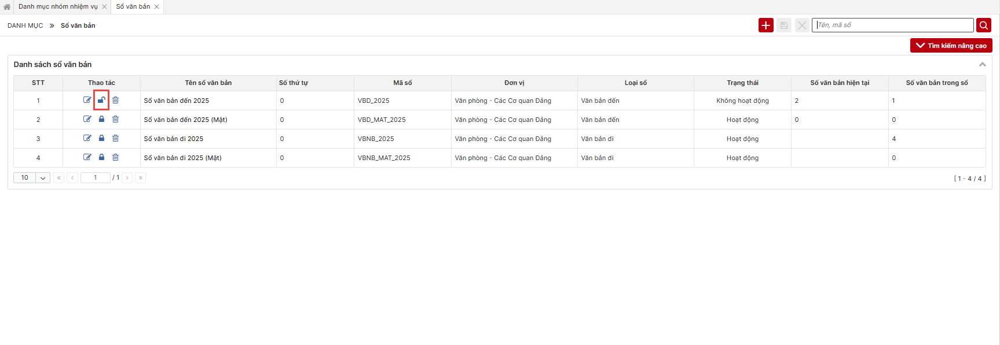 Danh mục nhóm nhiệm vụ Sổ văn bản
DANH MỤC » Sổ văn bản Tên, mã sổ
Tìm kiếm nâng cao
Danh sách sổ văn bản
STT Thao tác Tên sổ văn bản Số thứ tự Mã sổ Đơn vị Loại sổ Trạng thái Số văn bản hiện tại Số văn bản trong sổ
1 Sổ văn bản đến 2025 0 VBD_2025 Văn phòng - Các Cơ quan Đảng Văn bản đến Không hoạt động 2 1
2 Sổ văn bản đến 2025 (Mật) 0 VBD_MAT_2025 Văn phòng - Các Cơ quan Đảng Văn bản đến Hoạt động 0 0
3 Sổ văn bản đi 2025 0 VBNB_2025 Văn phòng - Các Cơ quan Đảng Văn bản đi Hoạt động 4
4 Sổ văn bản đi 2025 (Mật) 0 VBNB_MAT_2025 Văn phòng - Các Cơ quan Đảng Văn bản đi Hoạt động 0
10 « ‹ 1 / 1 › » [ 1 - 4 / 4 ]